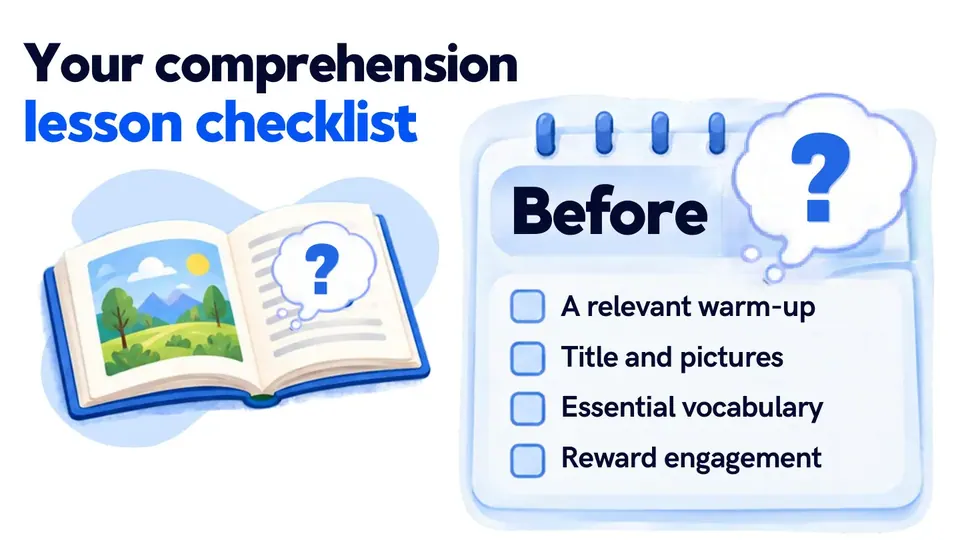 Your comprehension
lesson checklist
?
Before
?
A relevant warm-up
Title and pictures
Essential vocabulary
Reward engagement